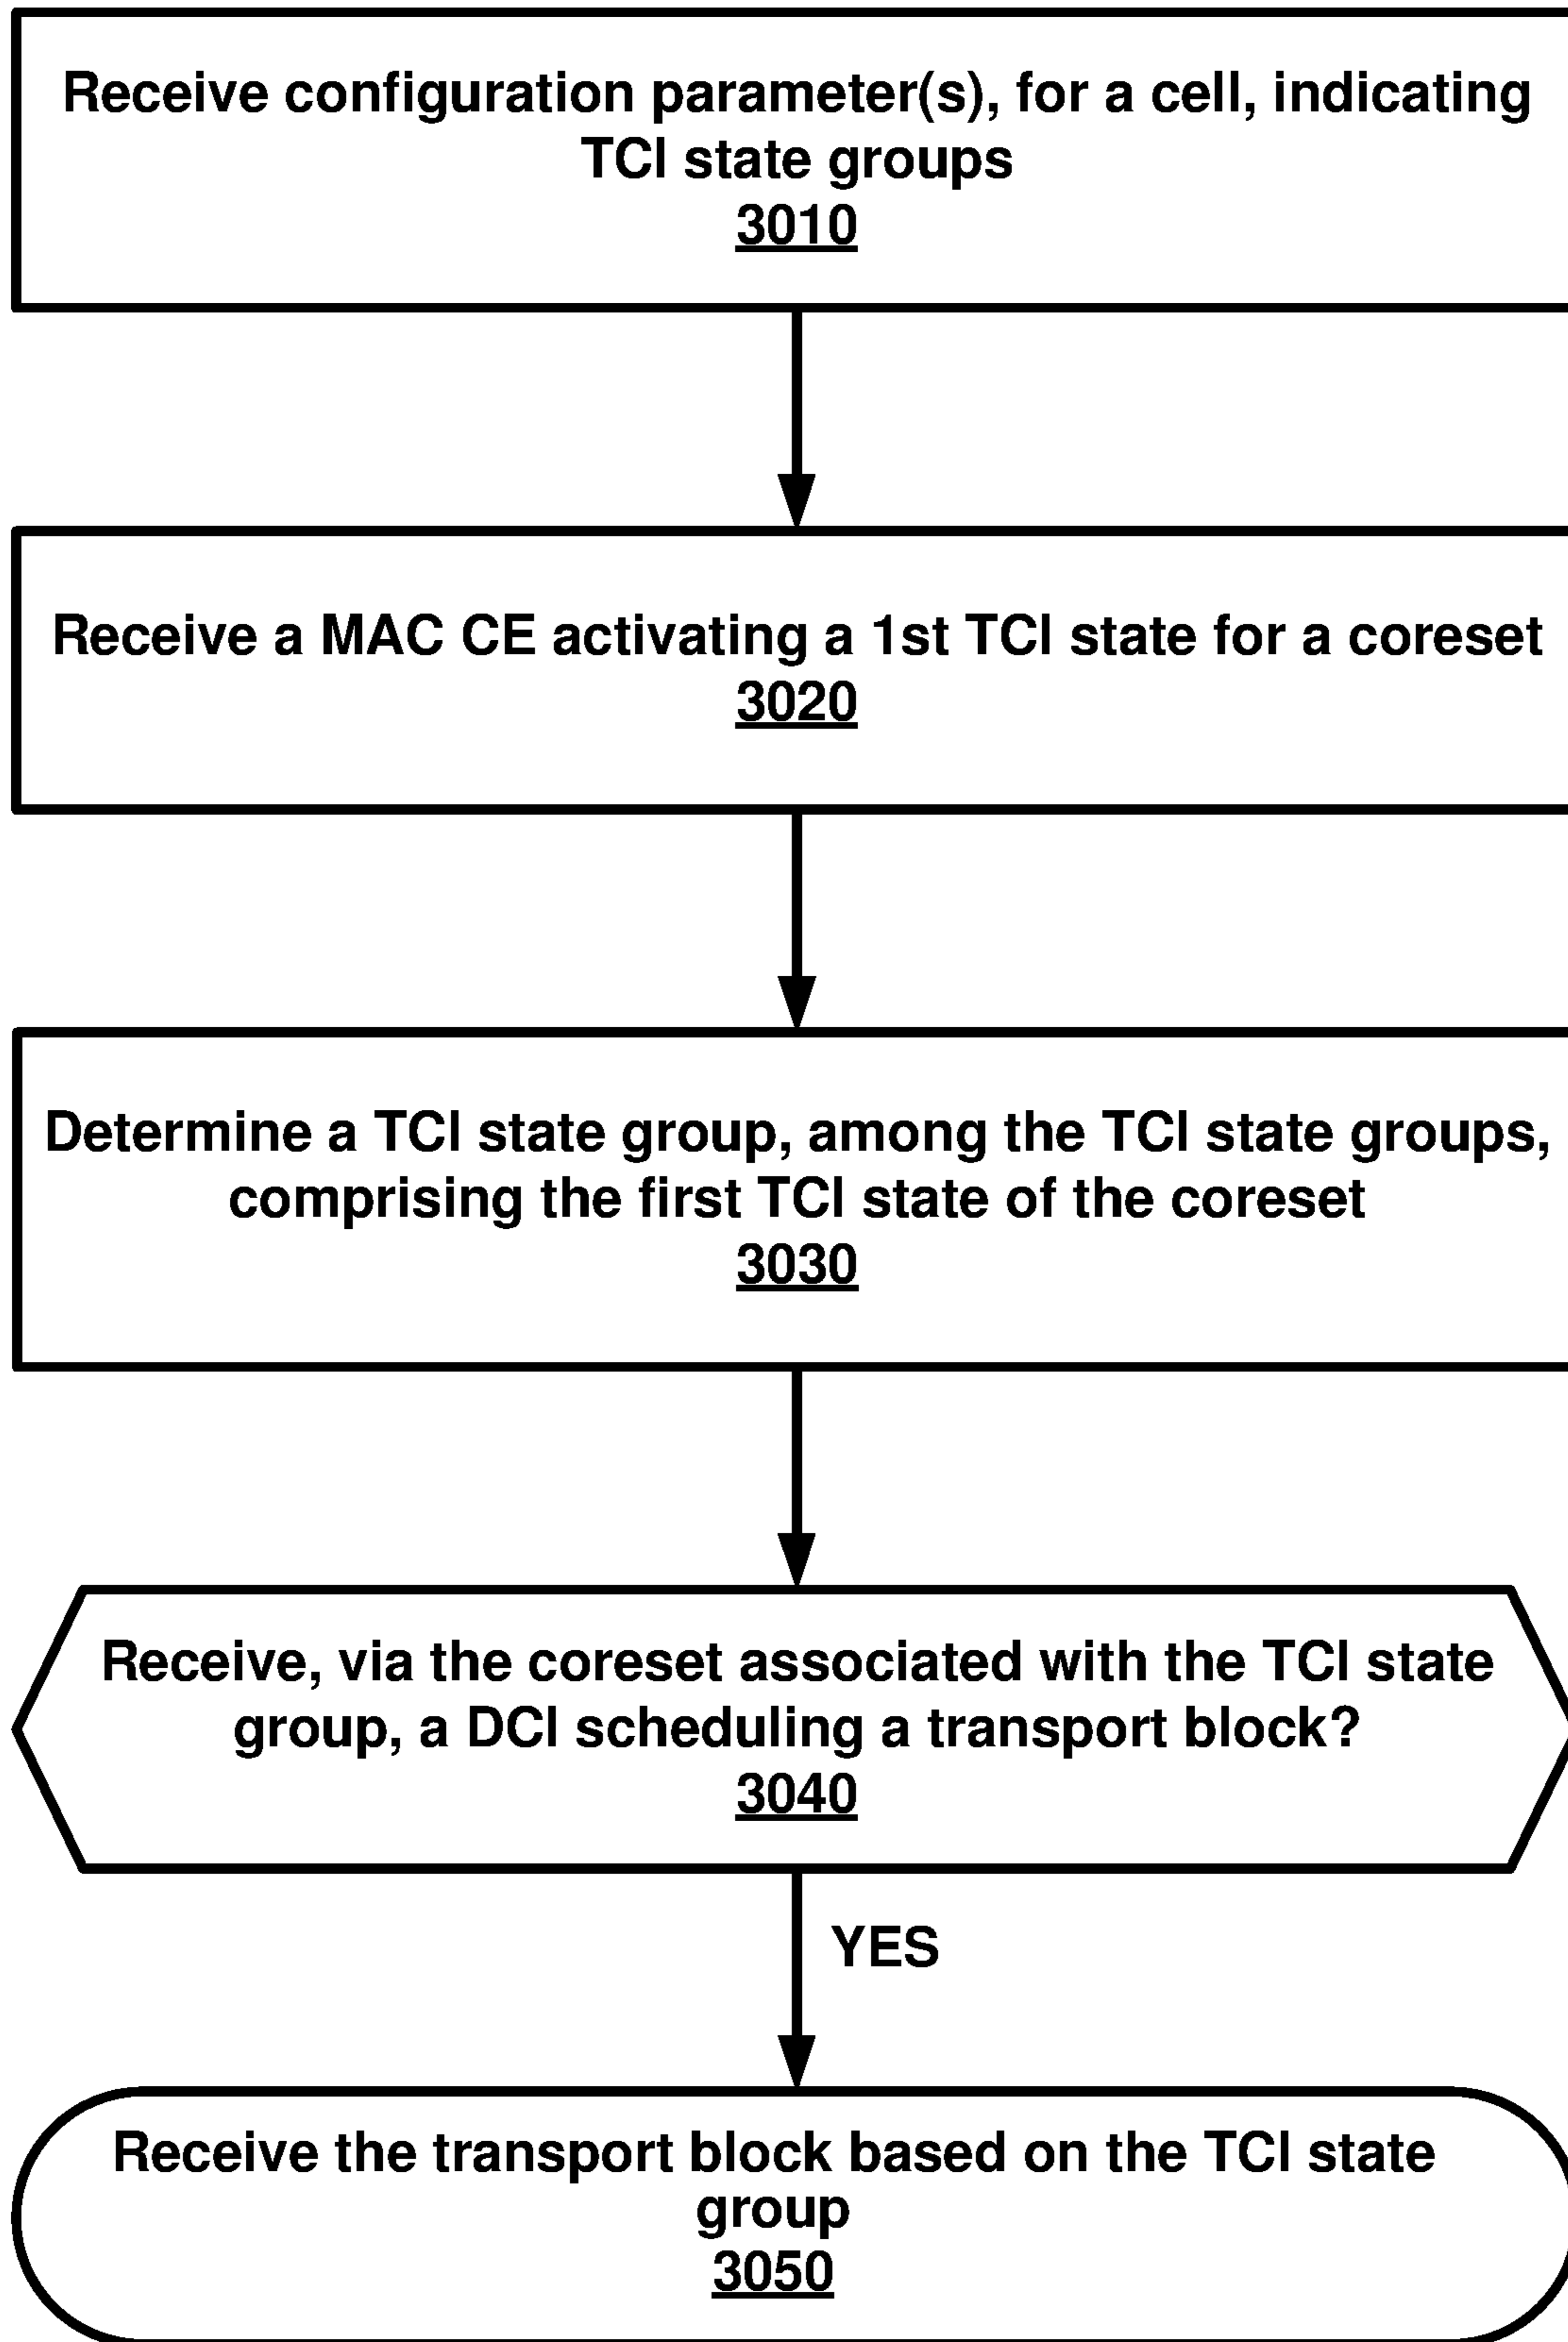 Receive configuration parameter(s), for a cell, indicating
TCI state groups
3010
Receive a MAC CE activating a 1st TCI state for a coreset
3020
Determine a TCI state group, among the TCI state groups,
comprising the first TCI state of the coreset
3030
Receive, via the coreset associated with the TCI state
group, a DCI scheduling a transport block?
3040
YES
Receive the transport block based on the TCI state
group
3050